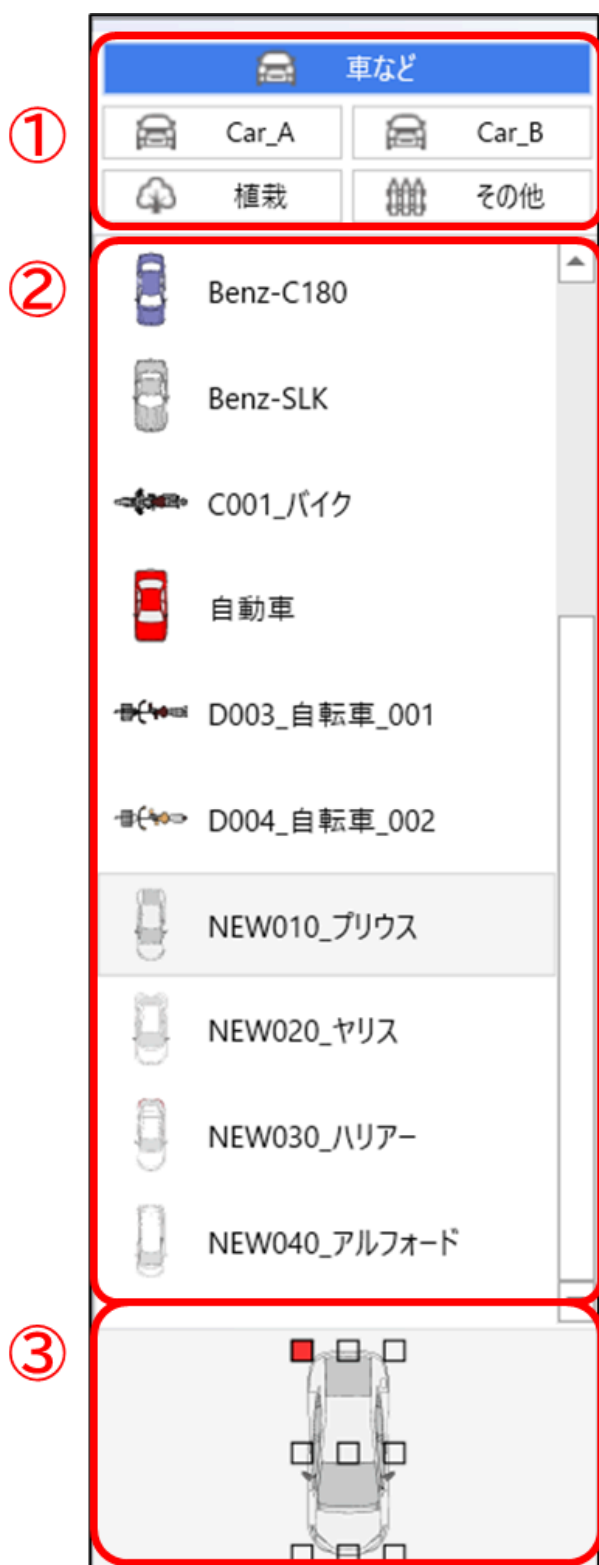 ①
車など
Car_A
Car_B
植栽
その他
②
Benz-C180
Benz-SLK
C001_バイク
自動車
D003_自転車_001
D004_自転車_002
NEW010_プリウス
NEW020_ヤリス
NEW030_ハリアー
NEW040_アルフォード
③